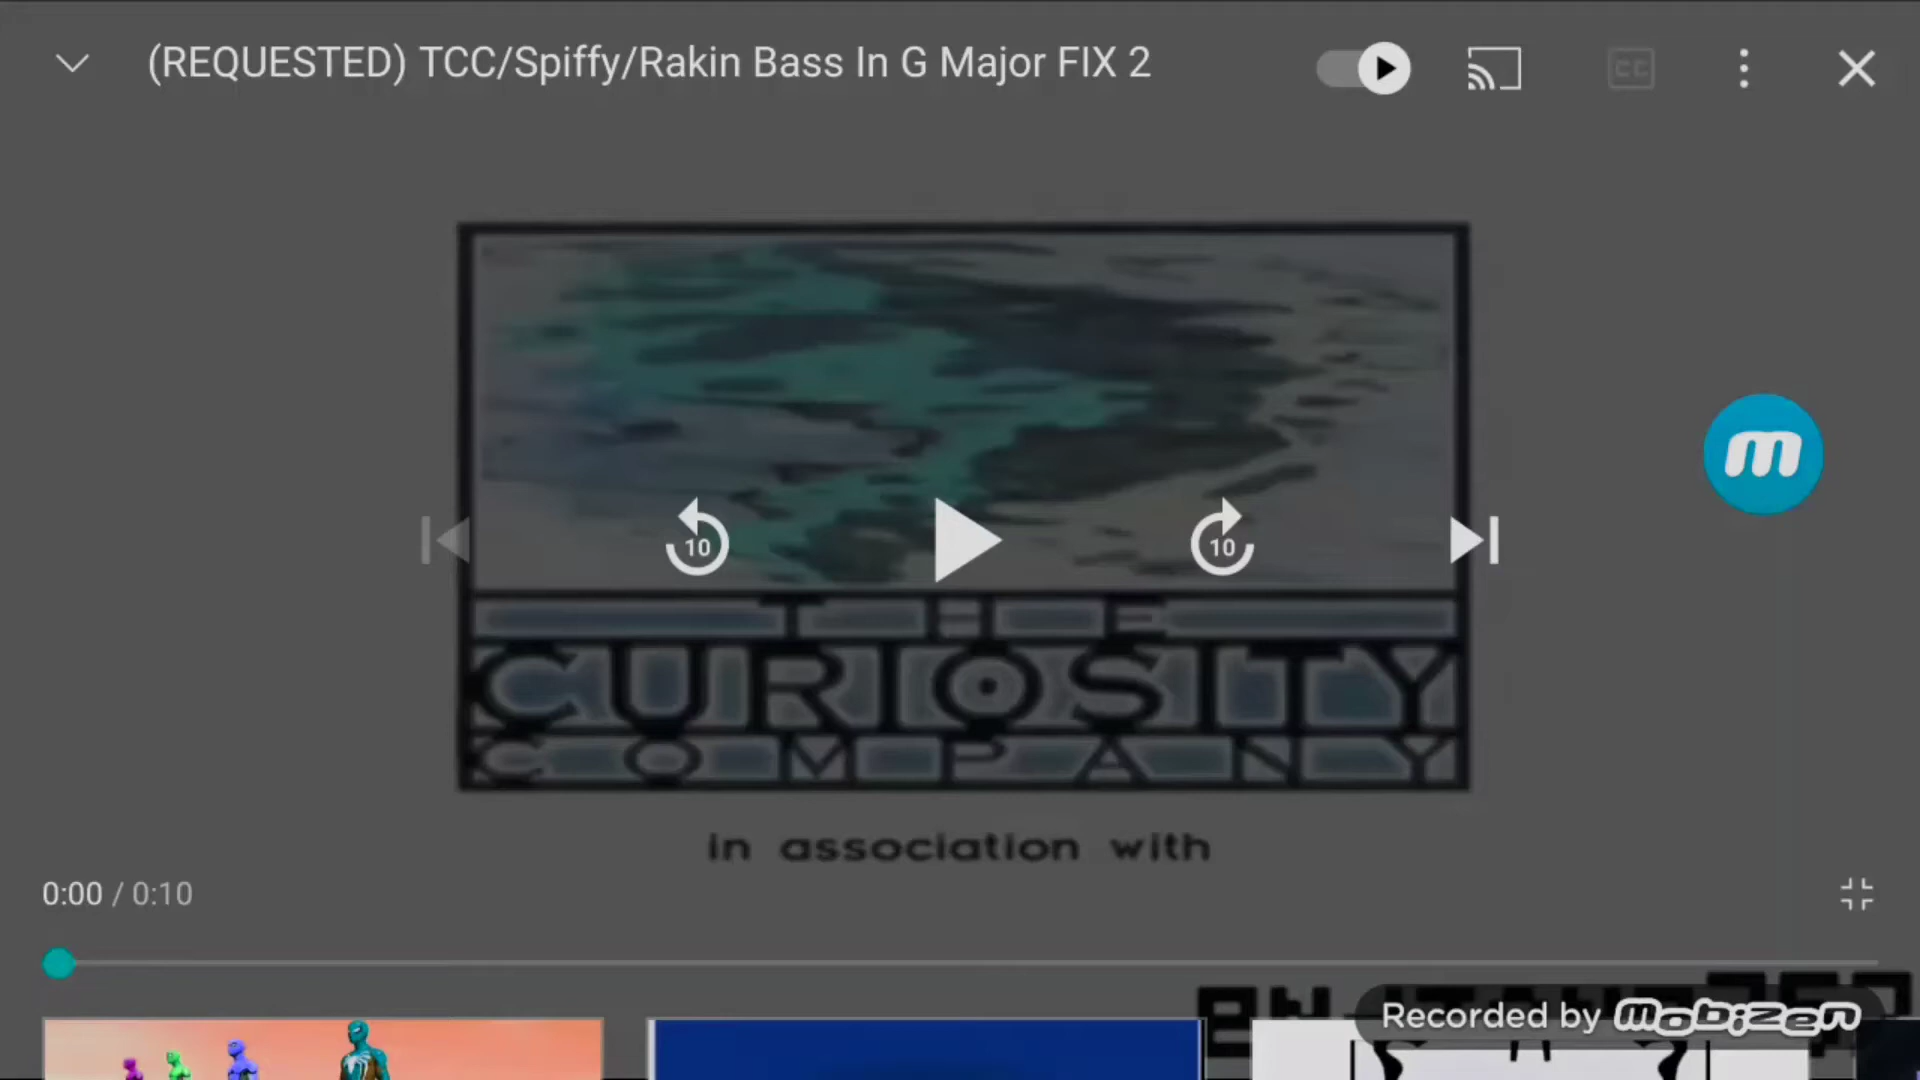 (REQUESTED) TCC/Spiffy/Rakin Bass In G Major FIX 2
CC
m
10
10
THE
CURIOSITY
COMPANY
in association with
0:00 / 0:10
Recorded by mobizen